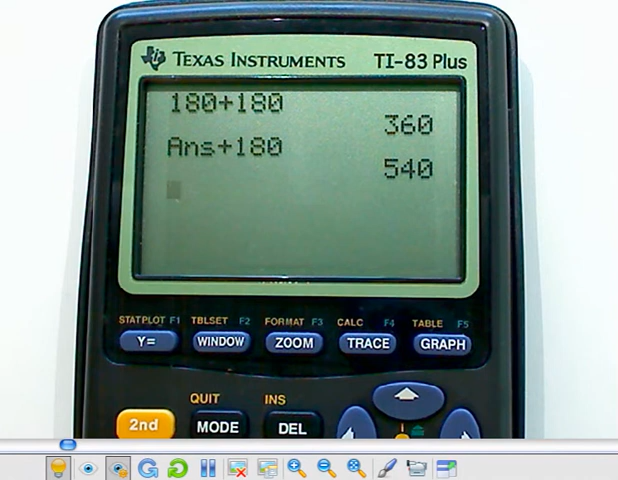 TEXAS INSTRUMENTS TI-83 Plus
180+180
360
Ans+180
540
STATPLOT F1 TBLSET F2 FORMAT F3 CALC F4 TABLE F5
Y= WINDOW ZOOM TRACE GRAPH
QUIT INS
2nd MODE DEL